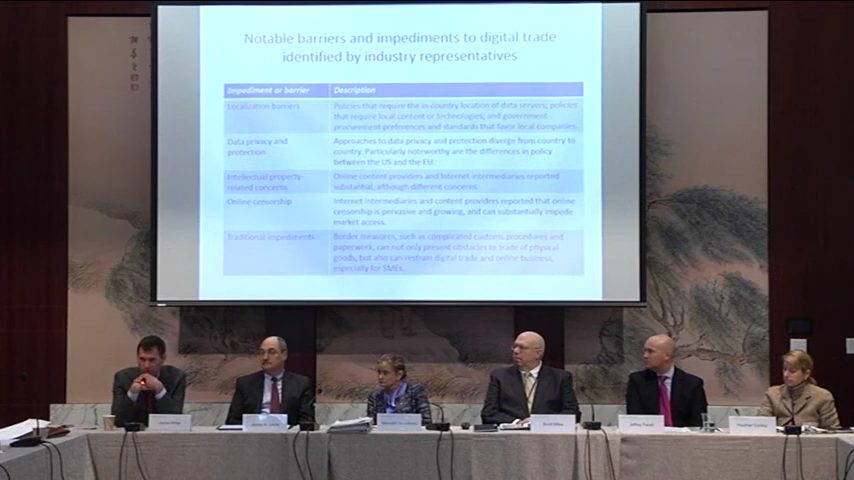 Notable barriers and impediments to digital trade
identified by industry representatives
Impediment or barrier
Description
Localization barriers
Policies that require the in-country location of data servers; policies
that require local content or technologies; and government
procurement preferences and standards that favor local companies.
Data privacy and
protection
Approaches to data privacy and protection diverge from country to
country. Particularly noteworthy are the differences in policy
between the US and the EU.
Intellectual property
related concerns
Online content providers and Internet intermediaries reported
substantial, although different concerns.
Online censorship
Internet intermediaries and content providers reported that online
censorship is pervasive and growing, and can substantially impede
market access.
Traditional impediments
Border measures, such as complicated customs procedures and
paperwork, can not only prevent obstacles to trade of physical
goods, but also can restrain digital trade and online business,
especially for SMEs.